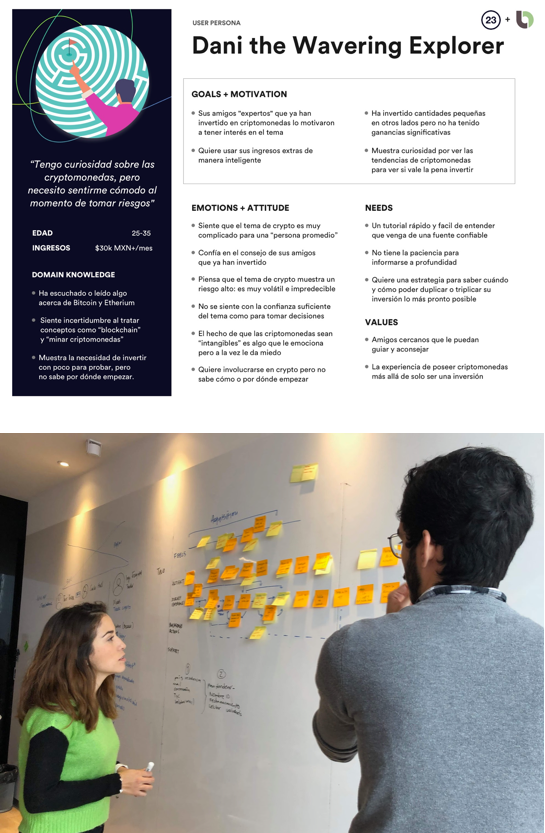 USER PERSONA
23 +
Dani the Wavering Explorer
GOALS + MOTIVATION
Sus amigos "expertos" que ya han
invertido en criptomonedas lo motivaron
a tener interés en el tema
Quiere usar sus ingresos extras de
manera inteligente
Ha invertido cantidades pequeñas
en otros lados pero no ha tenido
ganancias significativas
Muestra curiosidad por ver las
tendencias de criptomonedas
para ver si vale la pena invertir
"Tengo curiosidad sobre las
cryptomonedas, pero
necesito sentirme cómodo al
momento de tomar riesgos"
EDAD 25-35
INGRESOS $30k MXN+/mes
DOMAIN KNOWLEDGE
Ha escuchado o leído algo
acerca de Bitcoin y Etherium
Siente incertidumbre al tratar
conceptos como "blockchain"
y "minar criptomonedas"
Muestra la necesidad de invertir
con poco para probar, pero
no sabe por dónde empezar.
EMOTIONS + ATTITUDE
Siente que el tema de crypto es muy
complicado para una "persona promedio"
Confía en el consejo de sus amigos
que ya han invertido
Piensa que el tema de crypto muestra un
riesgo alto: es muy volátil e impredecible
No se siente con la confianza suficiente
del tema como para tomar decisiones
El hecho de que las criptomonedas sean
"intangibles" es algo que le emociona
pero a la vez le da miedo
Quiere involucrarse en crypto pero no
sabe cómo o por dónde empezar
NEEDS
Un tutorial rápido y facil de entender
que venga de una fuente confiable
No tiene la paciencia para
informarse a profundidad
Quiere una estrategia para saber cuándo
y cómo poder duplicar o triplicar su
inversión lo más pronto posible
VALUES
Amigos cercanos que le puedan
guiar y aconsejar
La experiencia de poseer criptomonedas
más allá de solo ser una inversión